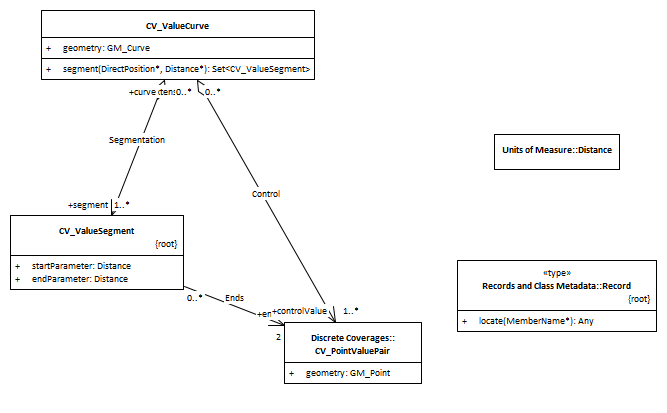 CV_ValueCurve
+ geometry: GM_Curve
+ segment(DirectPosition*, Distance*): Set<CV_ValueSegment>
+curve 0..* 0..*
Segmentation
Units of Measure::Distance
Control
+segment 1..*
CV_ValueSegment
{root}
+ startParameter: Distance
+ endParameter: Distance
«type»
Records and Class Metadata::Record
{root}
+ locate(MemberName*): Any
0..* Ends
+controlValue 1..*
2
Discrete Coverages::
CV_PointValuePair
+ geometry: GM_Point